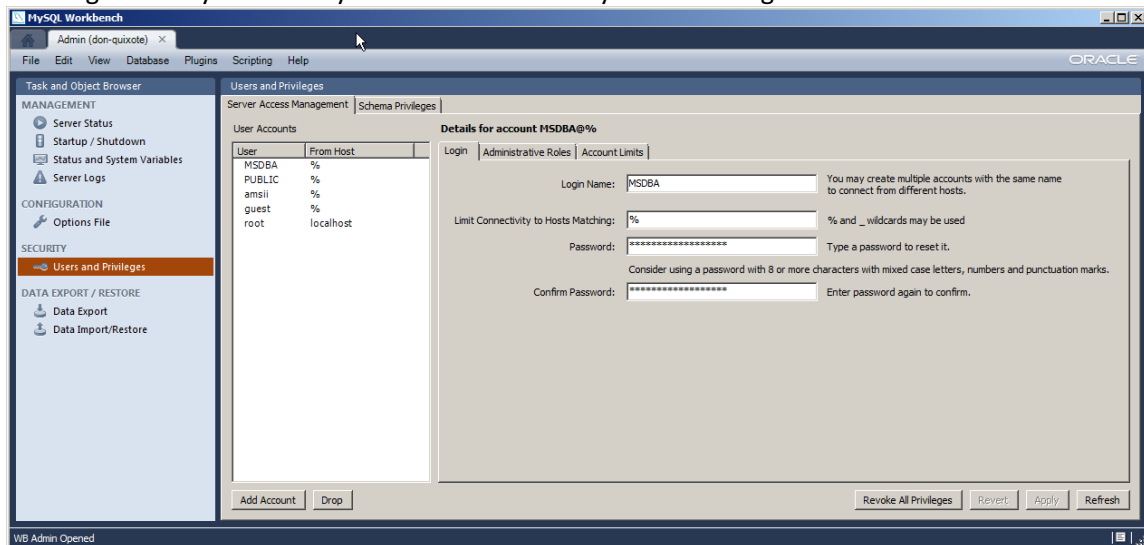 MySQL Workbench
Admin (don-quixote) ×
File Edit View Database Plugins Scripting Help
ORACLE
Task and Object Browser
MANAGEMENT
Server Status
Startup / Shutdown
Status and System Variables
Server Logs
CONFIGURATION
Options File
SECURITY
Users and Privileges
DATA EXPORT / RESTORE
Data Export
Data Import/Restore
Users and Privileges
Server Access Management Schema Privileges
User Accounts
User From Host
MSDBA %
PUBLIC %
amsii %
guest %
root localhost
Add Account Drop
Details for account MSDBA@%
Login Administrative Roles Account Limits
Login Name: MSDBA You may create multiple accounts with the same name
to connect from different hosts.
Limit Connectivity to Hosts Matching: % % and _ wildcards may be used
Password: ****************** Type a password to reset it.
Consider using a password with 8 or more characters with mixed case letters, numbers and punctuation marks.
Confirm Password: ****************** Enter password again to confirm.
Revoke All Privileges Revert Apply Refresh
WB Admin Opened